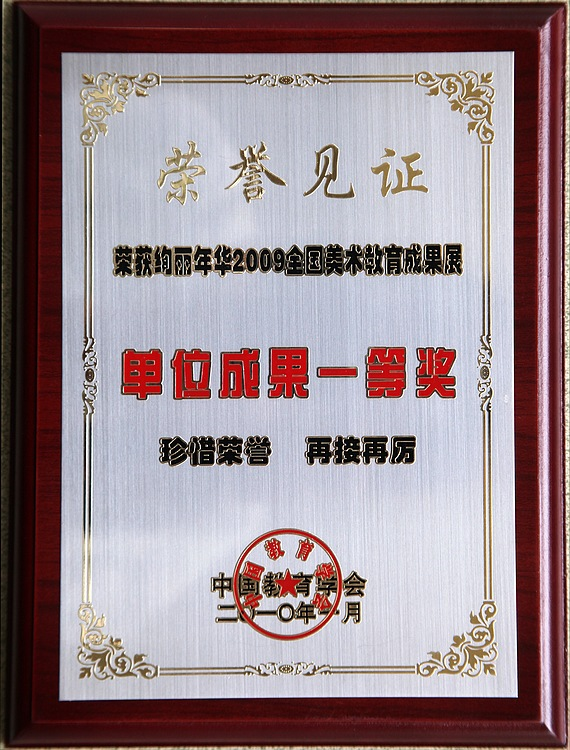 荣誉见证
荣获绚丽年华2009全国美术教育成果展
单位成果一等奖
珍惜荣誉 再接再厉
中国教育学会
二〇一〇年一月